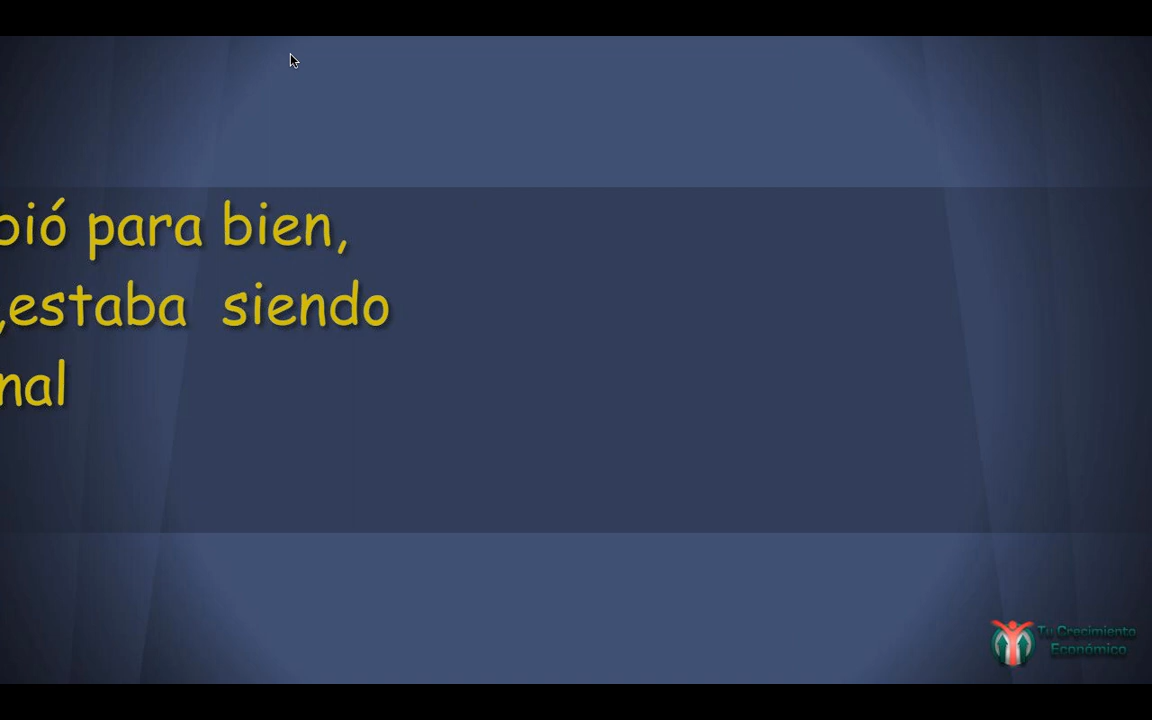 bió para bien,
,estaba  siendo
nal
Tu Crecimiento
Económico